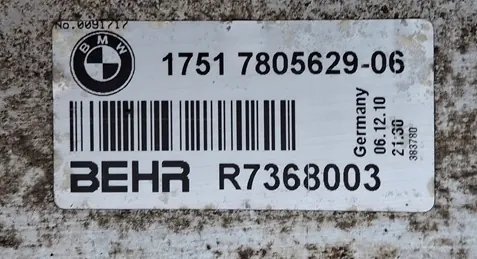 No.0091717
BMW
1751 7805629-06
BEHR R7368003
Germany
06.12.10
21:30
383780